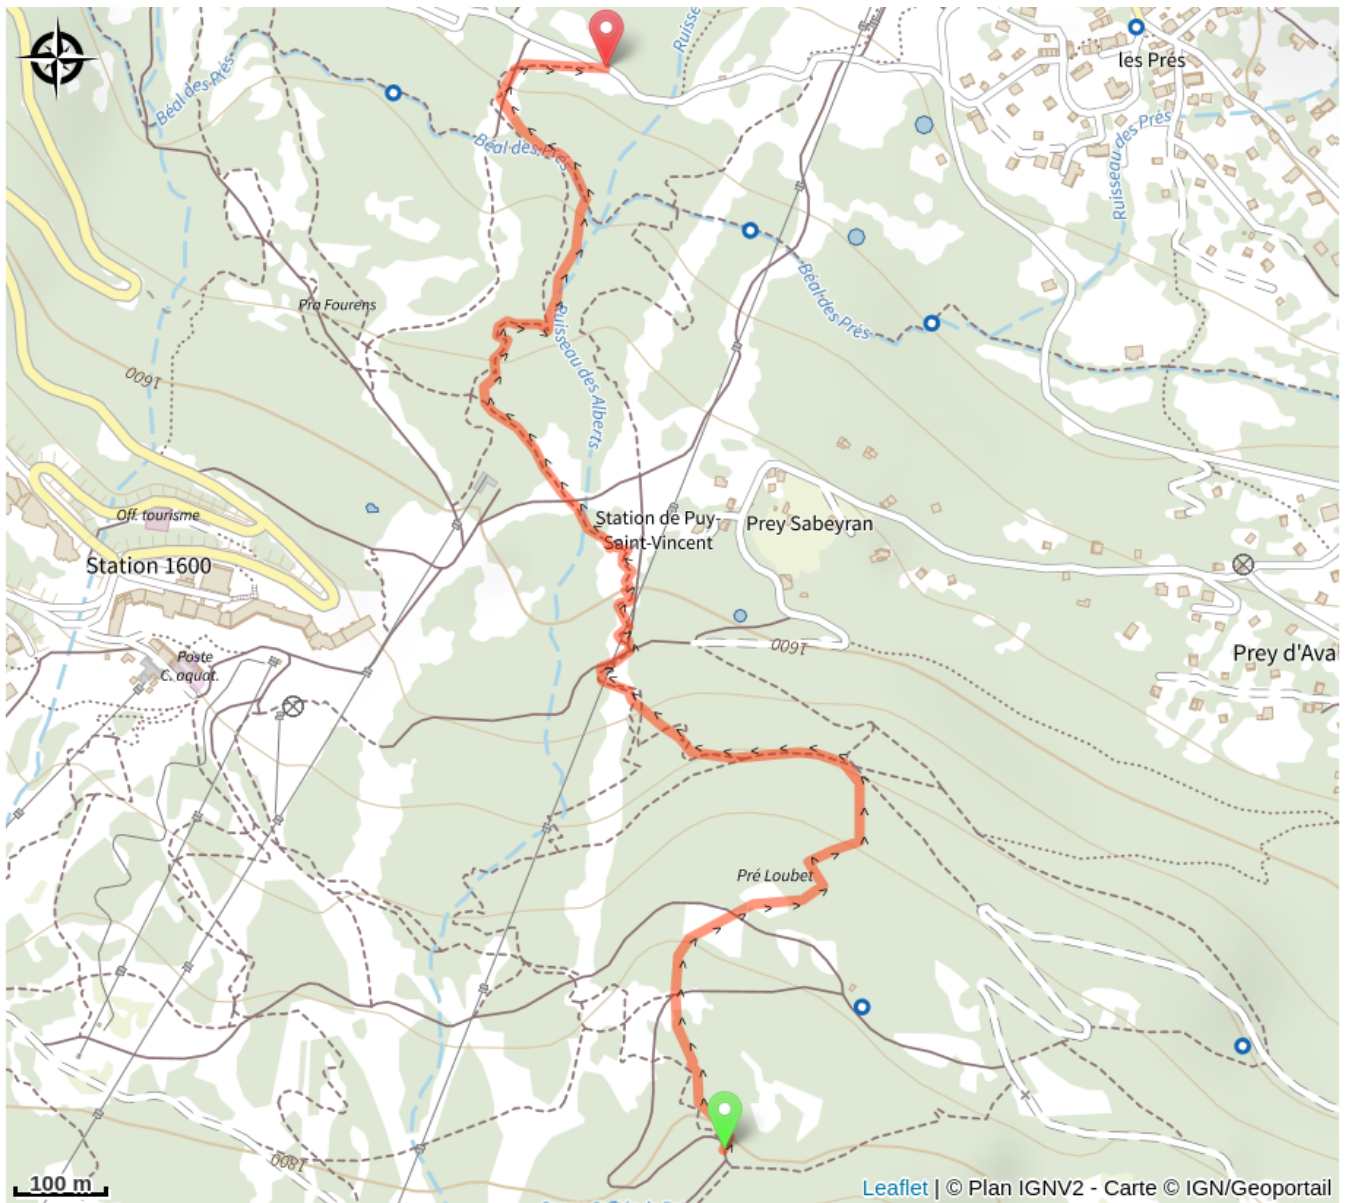 Ruisse
les Prés
Béal des Prés
Béal des Prés
Ruisseau des Prés
Béal des Prés
Pra Fourens
Ruisseau des Alberts
1600
Off. tourisme
Station 1600
Station de Puy-
Saint-Vincent
Prey Sabeyran
1600
Poste
C. aquat.
Prey d'Aval
Pré Loubet
1800
100 m
Leaflet | © Plan IGNV2 - Carte © IGN/Geoportail